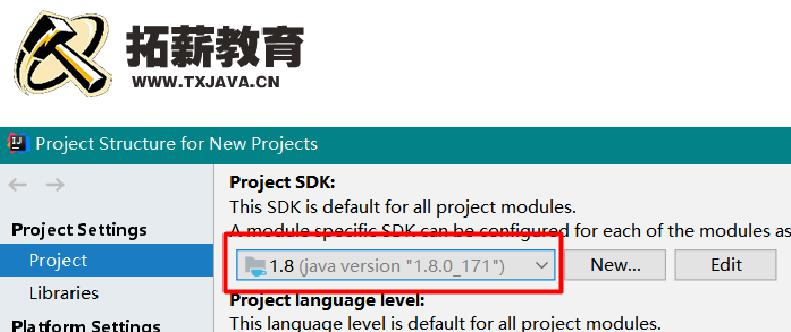 拓薪教育
WWW.TXJAVA.CN
IJ
Project Structure for New Projects
Project SDK:
This SDK is default for all project modules.
Project Settings
A module specific SDK can be configured for each of the modules as
Project
1.8 (java version "1.8.0_171")
New...
Edit
Libraries
Project language level:
Platform Settings
This language level is default for all project modules.